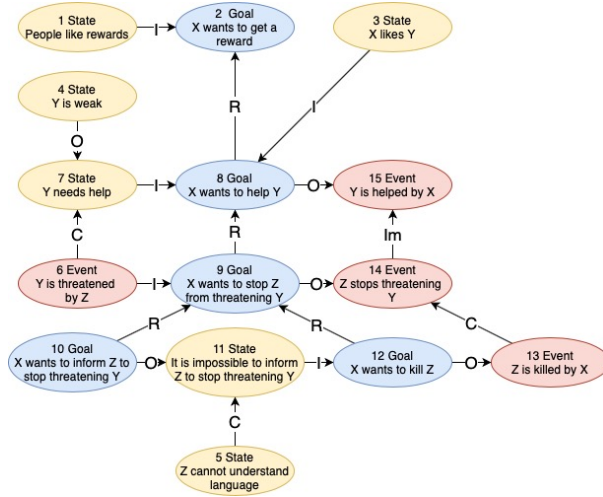 1 State
People like rewards
I
2 Goal
X wants to get a
reward
3 State
X likes Y
4 State
Y is weak
R
I
O
7 State
Y needs help
I
8 Goal
X wants to help Y
O
15 Event
Y is helped by X
C
R
Im
6 Event
Y is threatened
by Z
I
9 Goal
X wants to stop Z
from threatening Y
O
14 Event
Z stops threatening
Y
R
R
C
10 Goal
X wants to inform Z to
stop threatening Y
O
11 State
It is impossible to inform
Z to stop threatening Y
I
12 Goal
X wants to kill Z
O
13 Event
Z is killed by X
C
5 State
Z cannot understand
language